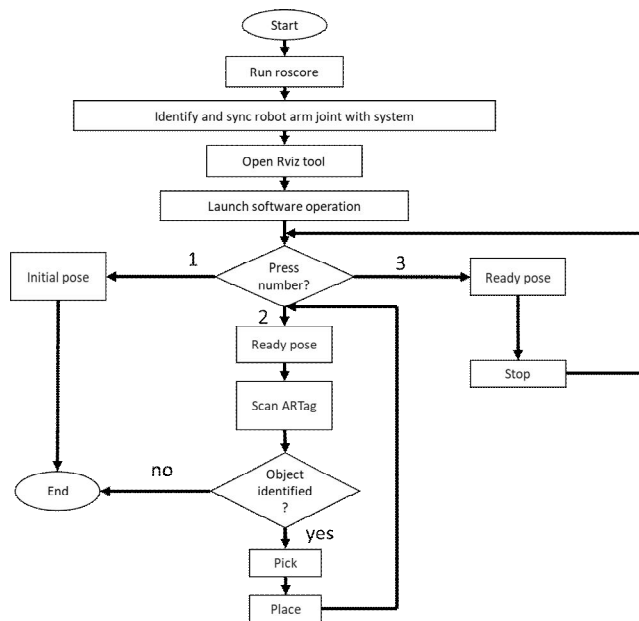 Start
Run roscore
Identify and sync robot arm joint with system
Open Rviz tool
Launch software operation
1
Press
number?
3
Initial pose
Ready pose
2
Ready pose
Stop
Scan ARTag
no
Object
identified
?
End
yes
Pick
Place